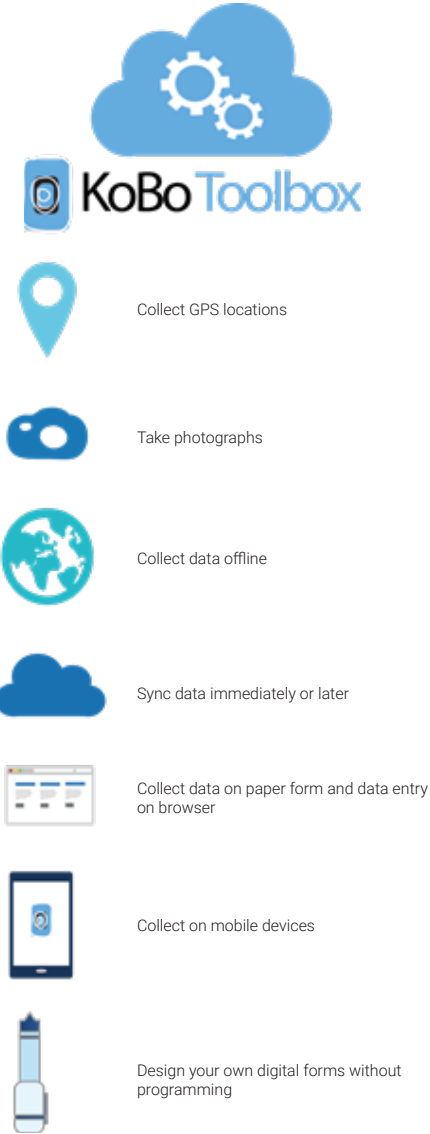 KoBo Toolbox
Collect GPS locations
Take photographs
Collect data offline
Sync data immediately or later
Collect data on paper form and data entry
on browser
Collect on mobile devices
Design your own digital forms without
programming